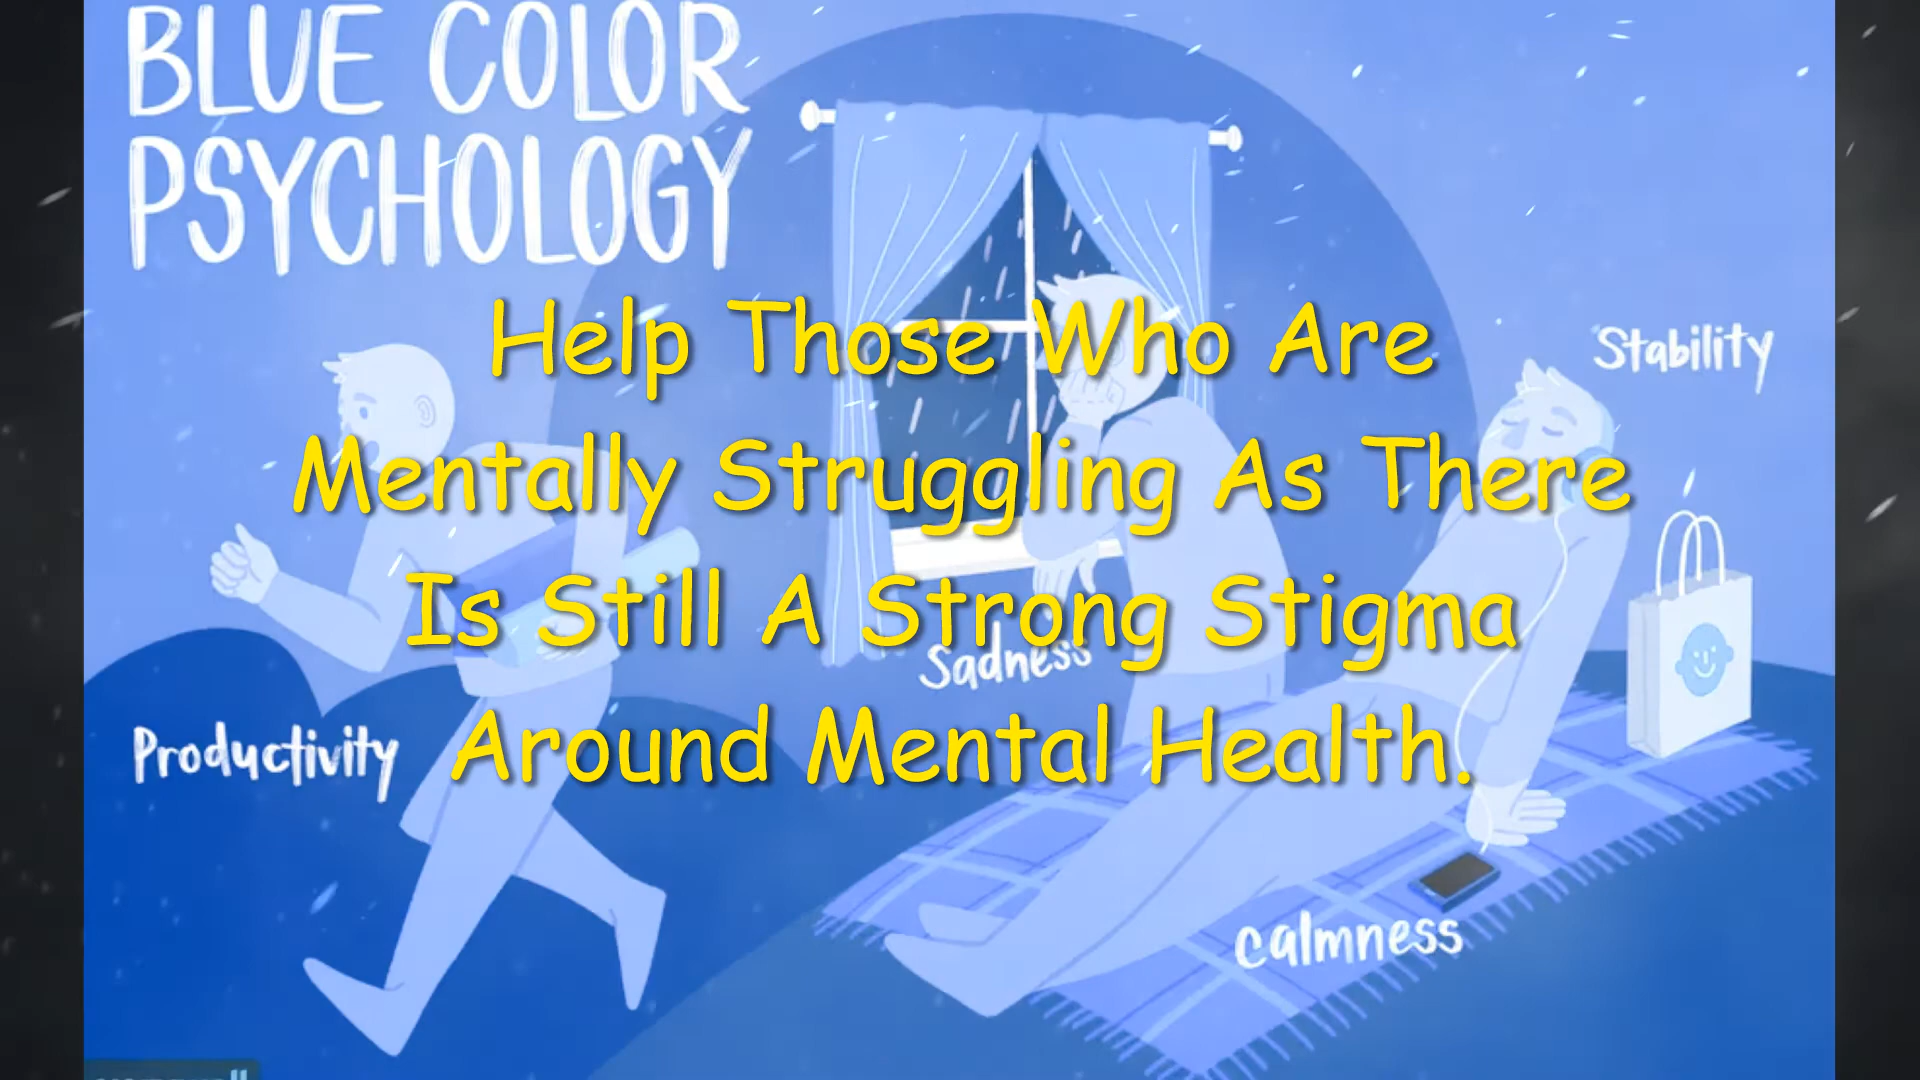 BLUE COLOR
PSYCHOLOGY
Help Those Who Are
Stability
Mentally Struggling As There
Is Still A Strong Stigma
Sadness
Around Mental Health.
Productivity
calmness